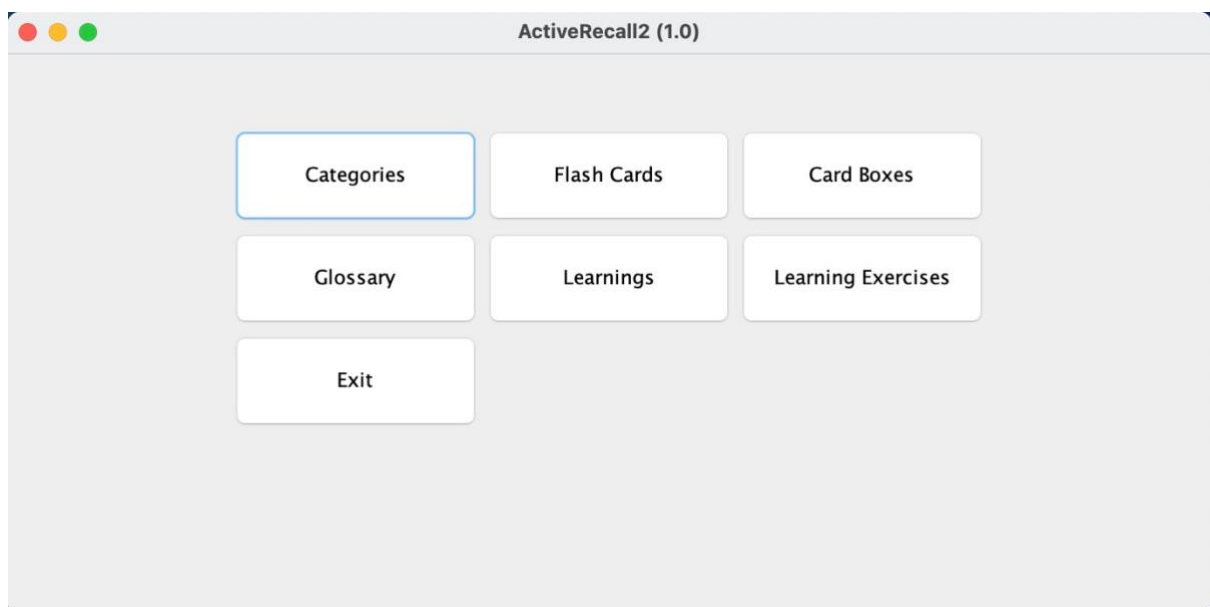 ActiveRecall2 (1.0)
Categories
Flash Cards
Card Boxes
Glossary
Learnings
Learning Exercises
Exit